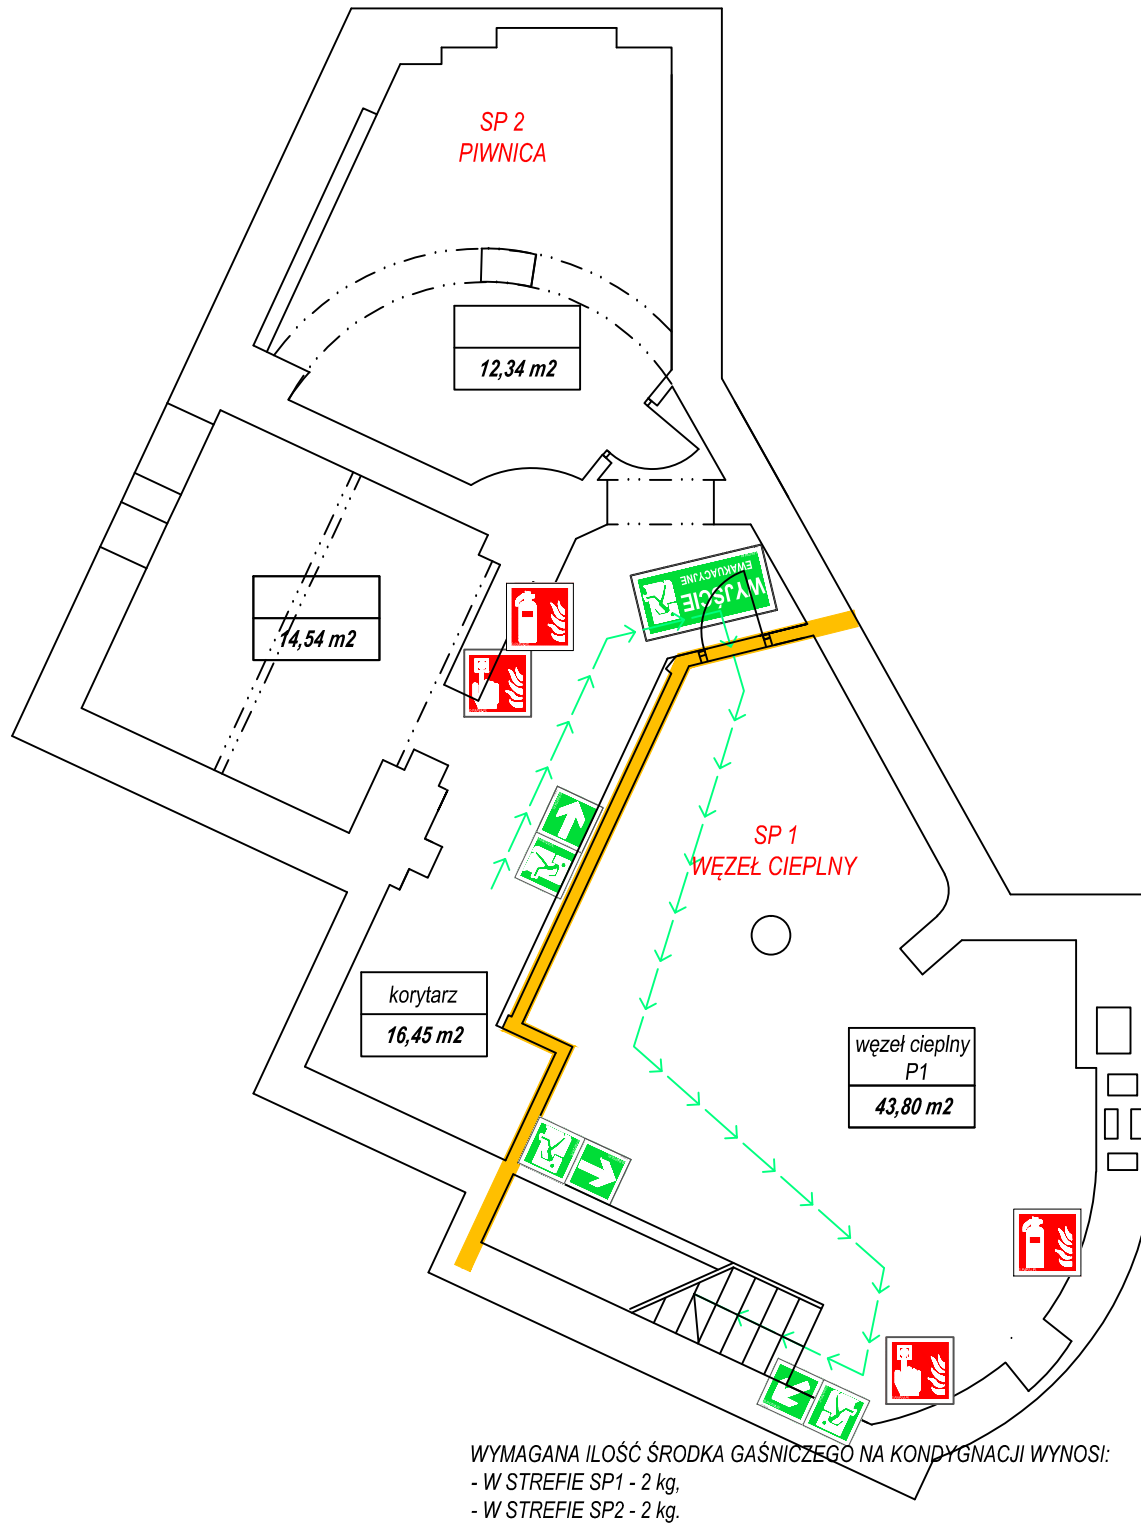 SP 2
PIWNICA
12,34 m2
WYJŚCIE
EWAKUACYJNE
14,54 m2
SP 1
WĘZEŁ CIEPLNY
korytarz
16,45 m2
węzeł cieplny
P1
43,80 m2
WYMAGANA ILOŚĆ ŚRODKA GAŚNICZEGO NA KONDYGNACJI WYNOSI:
- W STREFIE SP1 - 2 kg,
- W STREFIE SP2 - 2 kg.